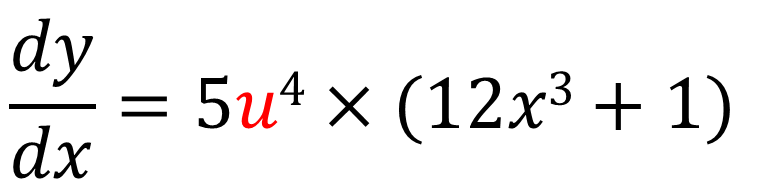 dy/dx = 5u⁴ × (12x³ + 1)